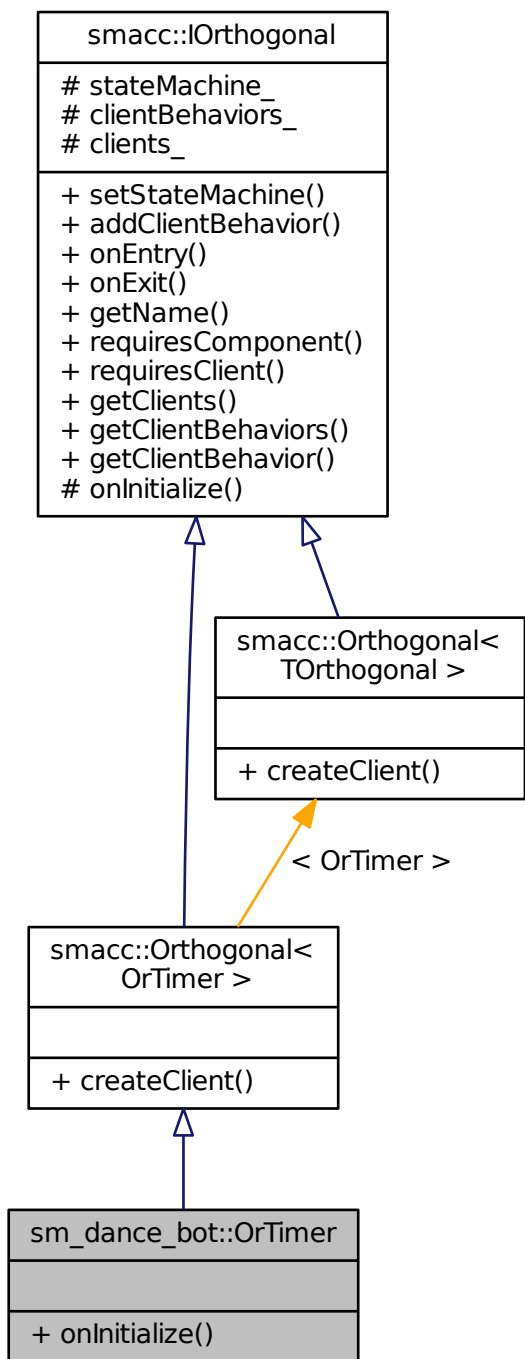 smacc::IOrthogonal
# stateMachine_
# clientBehaviors_
# clients_
+ setStateMachine()
+ addClientBehavior()
+ onEntry()
+ onExit()
+ getName()
+ requiresComponent()
+ requiresClient()
+ getClients()
+ getClientBehaviors()
+ getClientBehavior()
# onInitialize()
smacc::Orthogonal<
TOrthogonal >
+ createClient()
< OrTimer >
smacc::Orthogonal<
OrTimer >
+ createClient()
sm_dance_bot::OrTimer
+ onInitialize()